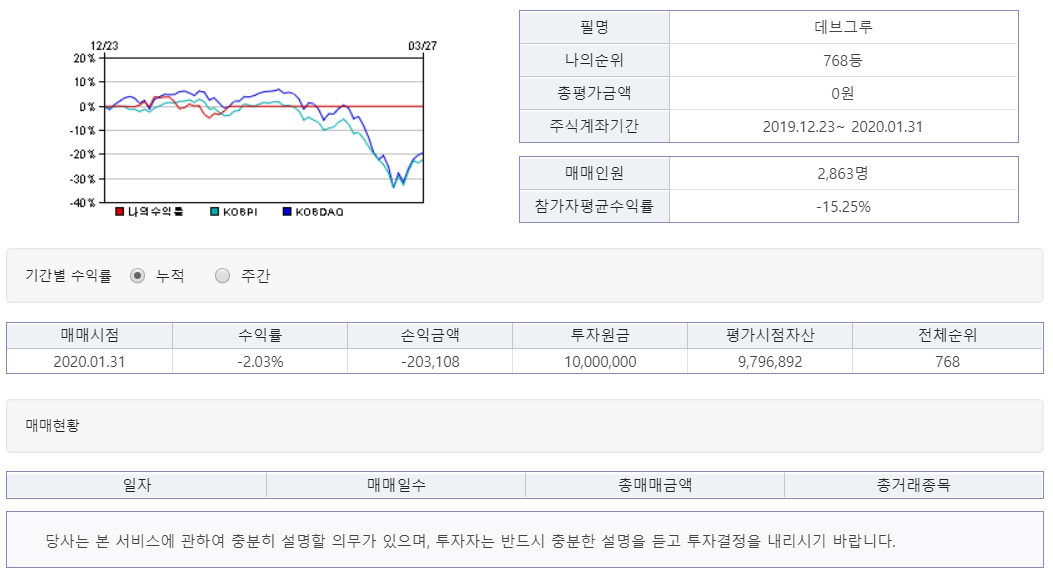 12/23 03/27
20%
10%
0%
-10%
-20%
-30%
-40%
나의수익률 KOSPI KOSDAQ
필명 데브그루
나의순위 768등
총평가금액 0원
주식계좌기간 2019.12.23~ 2020.01.31
매매인원 2,863명
참가자평균수익률 -15.25%
기간별 수익률 누적 주간
매매시점 수익률 손익금액 투자원금 평가시점자산 전체순위
2020.01.31 -2.03% -203,108 10,000,000 9,796,892 768
매매현황
일자 매매일수 총매매금액 총거래종목
당사는 본 서비스에 관하여 충분히 설명할 의무가 있으며, 투자자는 반드시 충분한 설명을 듣고 투자결정을 내리시기 바랍니다.